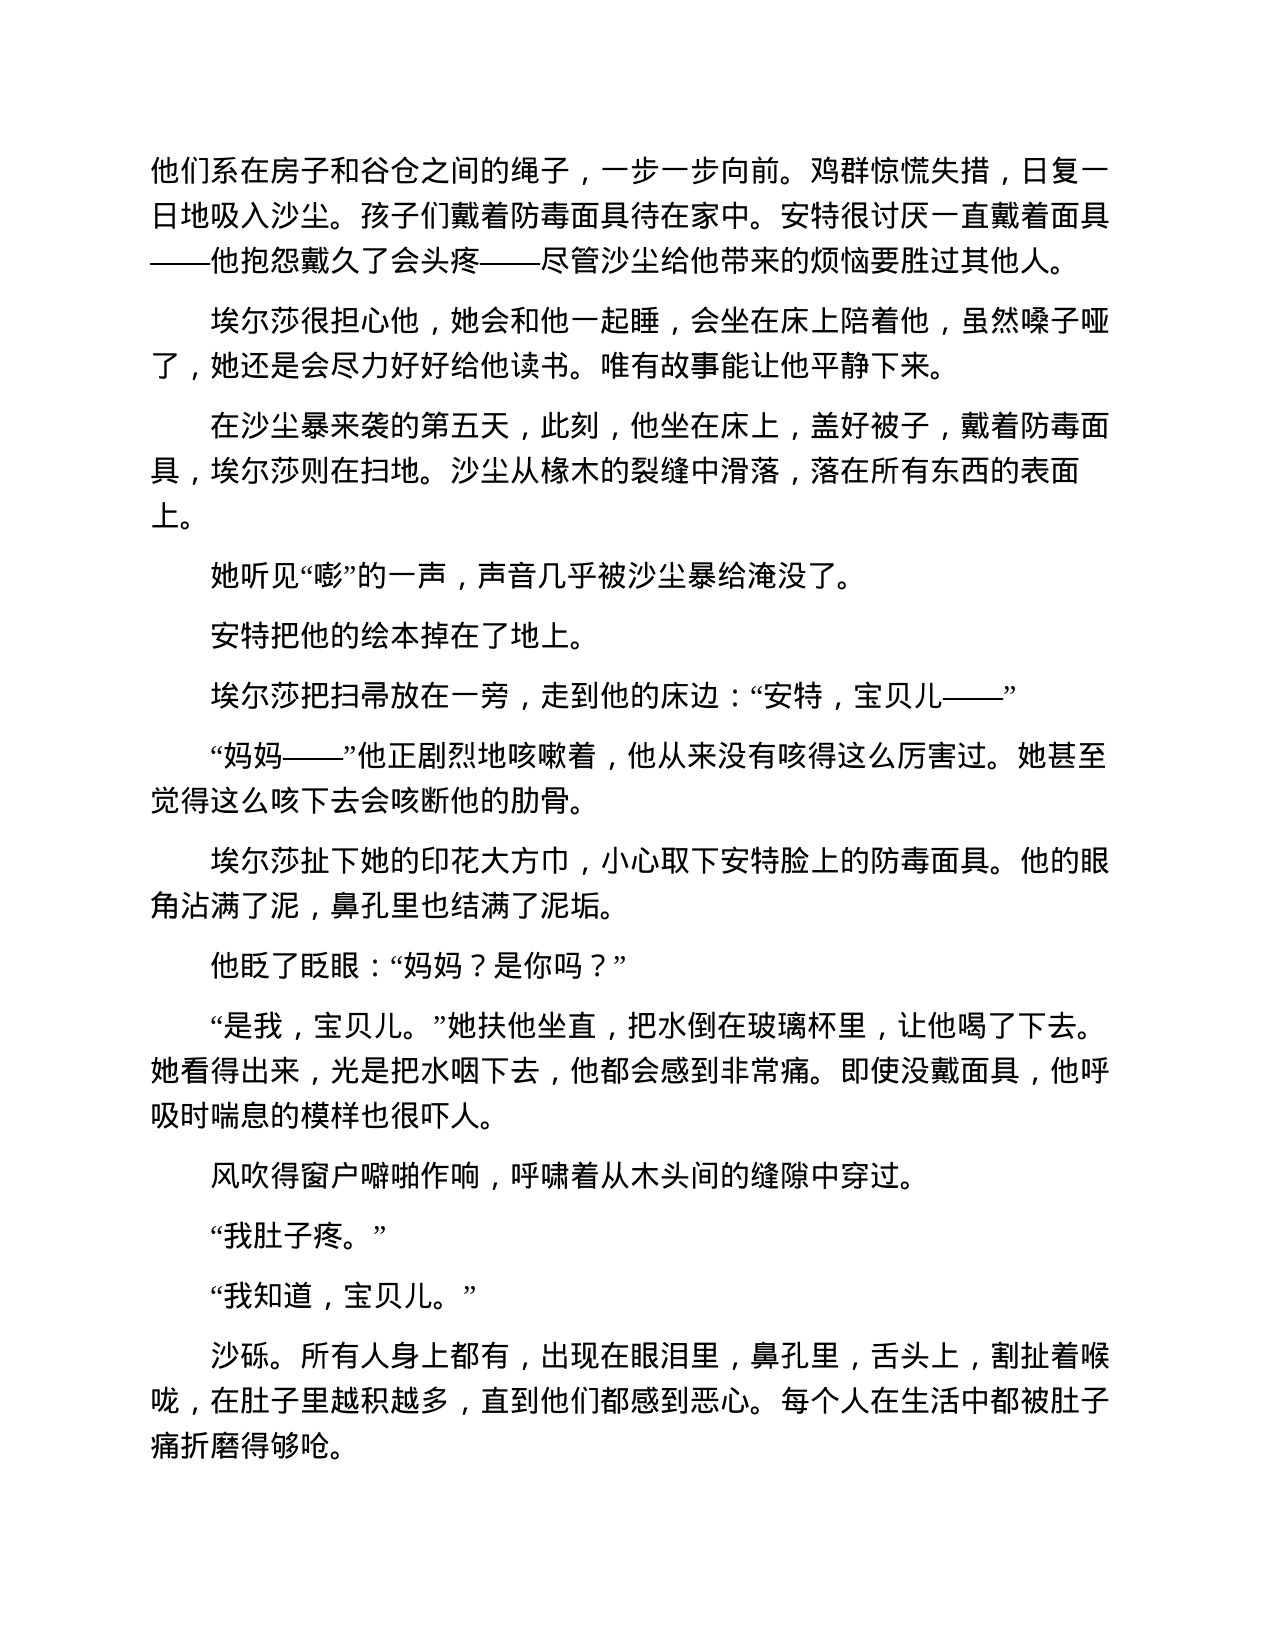 他们系在房子和谷仓之间的绳子，一步一步向前。鸡群惊慌失措，日复一
日地吸入沙尘。孩子们戴着防毒面具待在家中。安特很讨厌一直戴着面具
——他抱怨戴久了会头疼——尽管沙尘给他带来的烦恼要胜过其他人。
埃尔莎很担心他，她会和他一起睡，会坐在床上陪着他，虽然嗓子哑
了，她还是会尽力好好给他读书。唯有故事能让他平静下来。
在沙尘暴来袭的第五天，此刻，他坐在床上，盖好被子，戴着防毒面
具，埃尔莎则在扫地。沙尘从椽木的裂缝中滑落，落在所有东西的表面
上。
她听见“嘭”的一声，声音几乎被沙尘暴给淹没了。
安特把他的绘本掉在了地上。
埃尔莎把扫帚放在一旁，走到他的床边：“安特，宝贝儿——”
“妈妈——”他正剧烈地咳嗽着，他从来没有咳得这么厉害过。她甚至
觉得这么咳下去会咳断他的肋骨。
埃尔莎扯下她的印花大方巾，小心取下安特脸上的防毒面具。他的眼
角沾满了泥，鼻孔里也结满了泥垢。
他眨了眨眼：“妈妈？是你吗？”
“是我，宝贝儿。”她扶他坐直，把水倒在玻璃杯里，让他喝了下去。
她看得出来，光是把水咽下去，他都会感到非常痛。即使没戴面具，他呼
吸时喘息的模样也很吓人。
风吹得窗户噼啪作响，呼啸着从木头间的缝隙中穿过。
“我肚子疼。”
“我知道，宝贝儿。”
沙砾。所有人身上都有，出现在眼泪里，鼻孔里，舌头上，割扯着喉
咙，在肚子里越积越多，直到他们都感到恶心。每个人在生活中都被肚子
痛折磨得够呛。